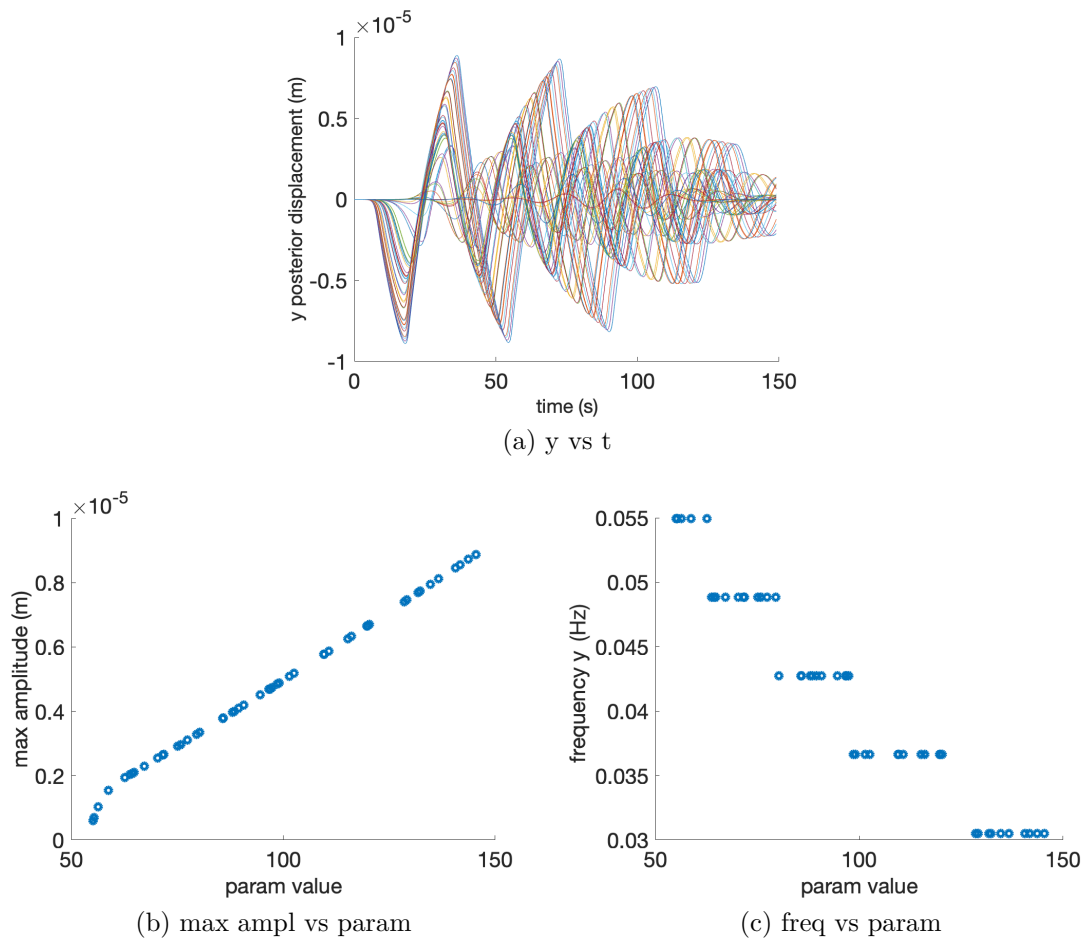 ×10⁻⁵
1
0.5
0
-0.5
-1
y posterior displacement (m)
0 50 100 150
time (s)
(a) y vs t
×10⁻⁵
1
0.8
0.6
0.4
0.2
0
max amplitude (m)
50 100 150
param value
(b) max ampl vs param
0.055
0.05
0.045
0.04
0.035
0.03
frequency y (Hz)
50 100 150
param value
(c) freq vs param